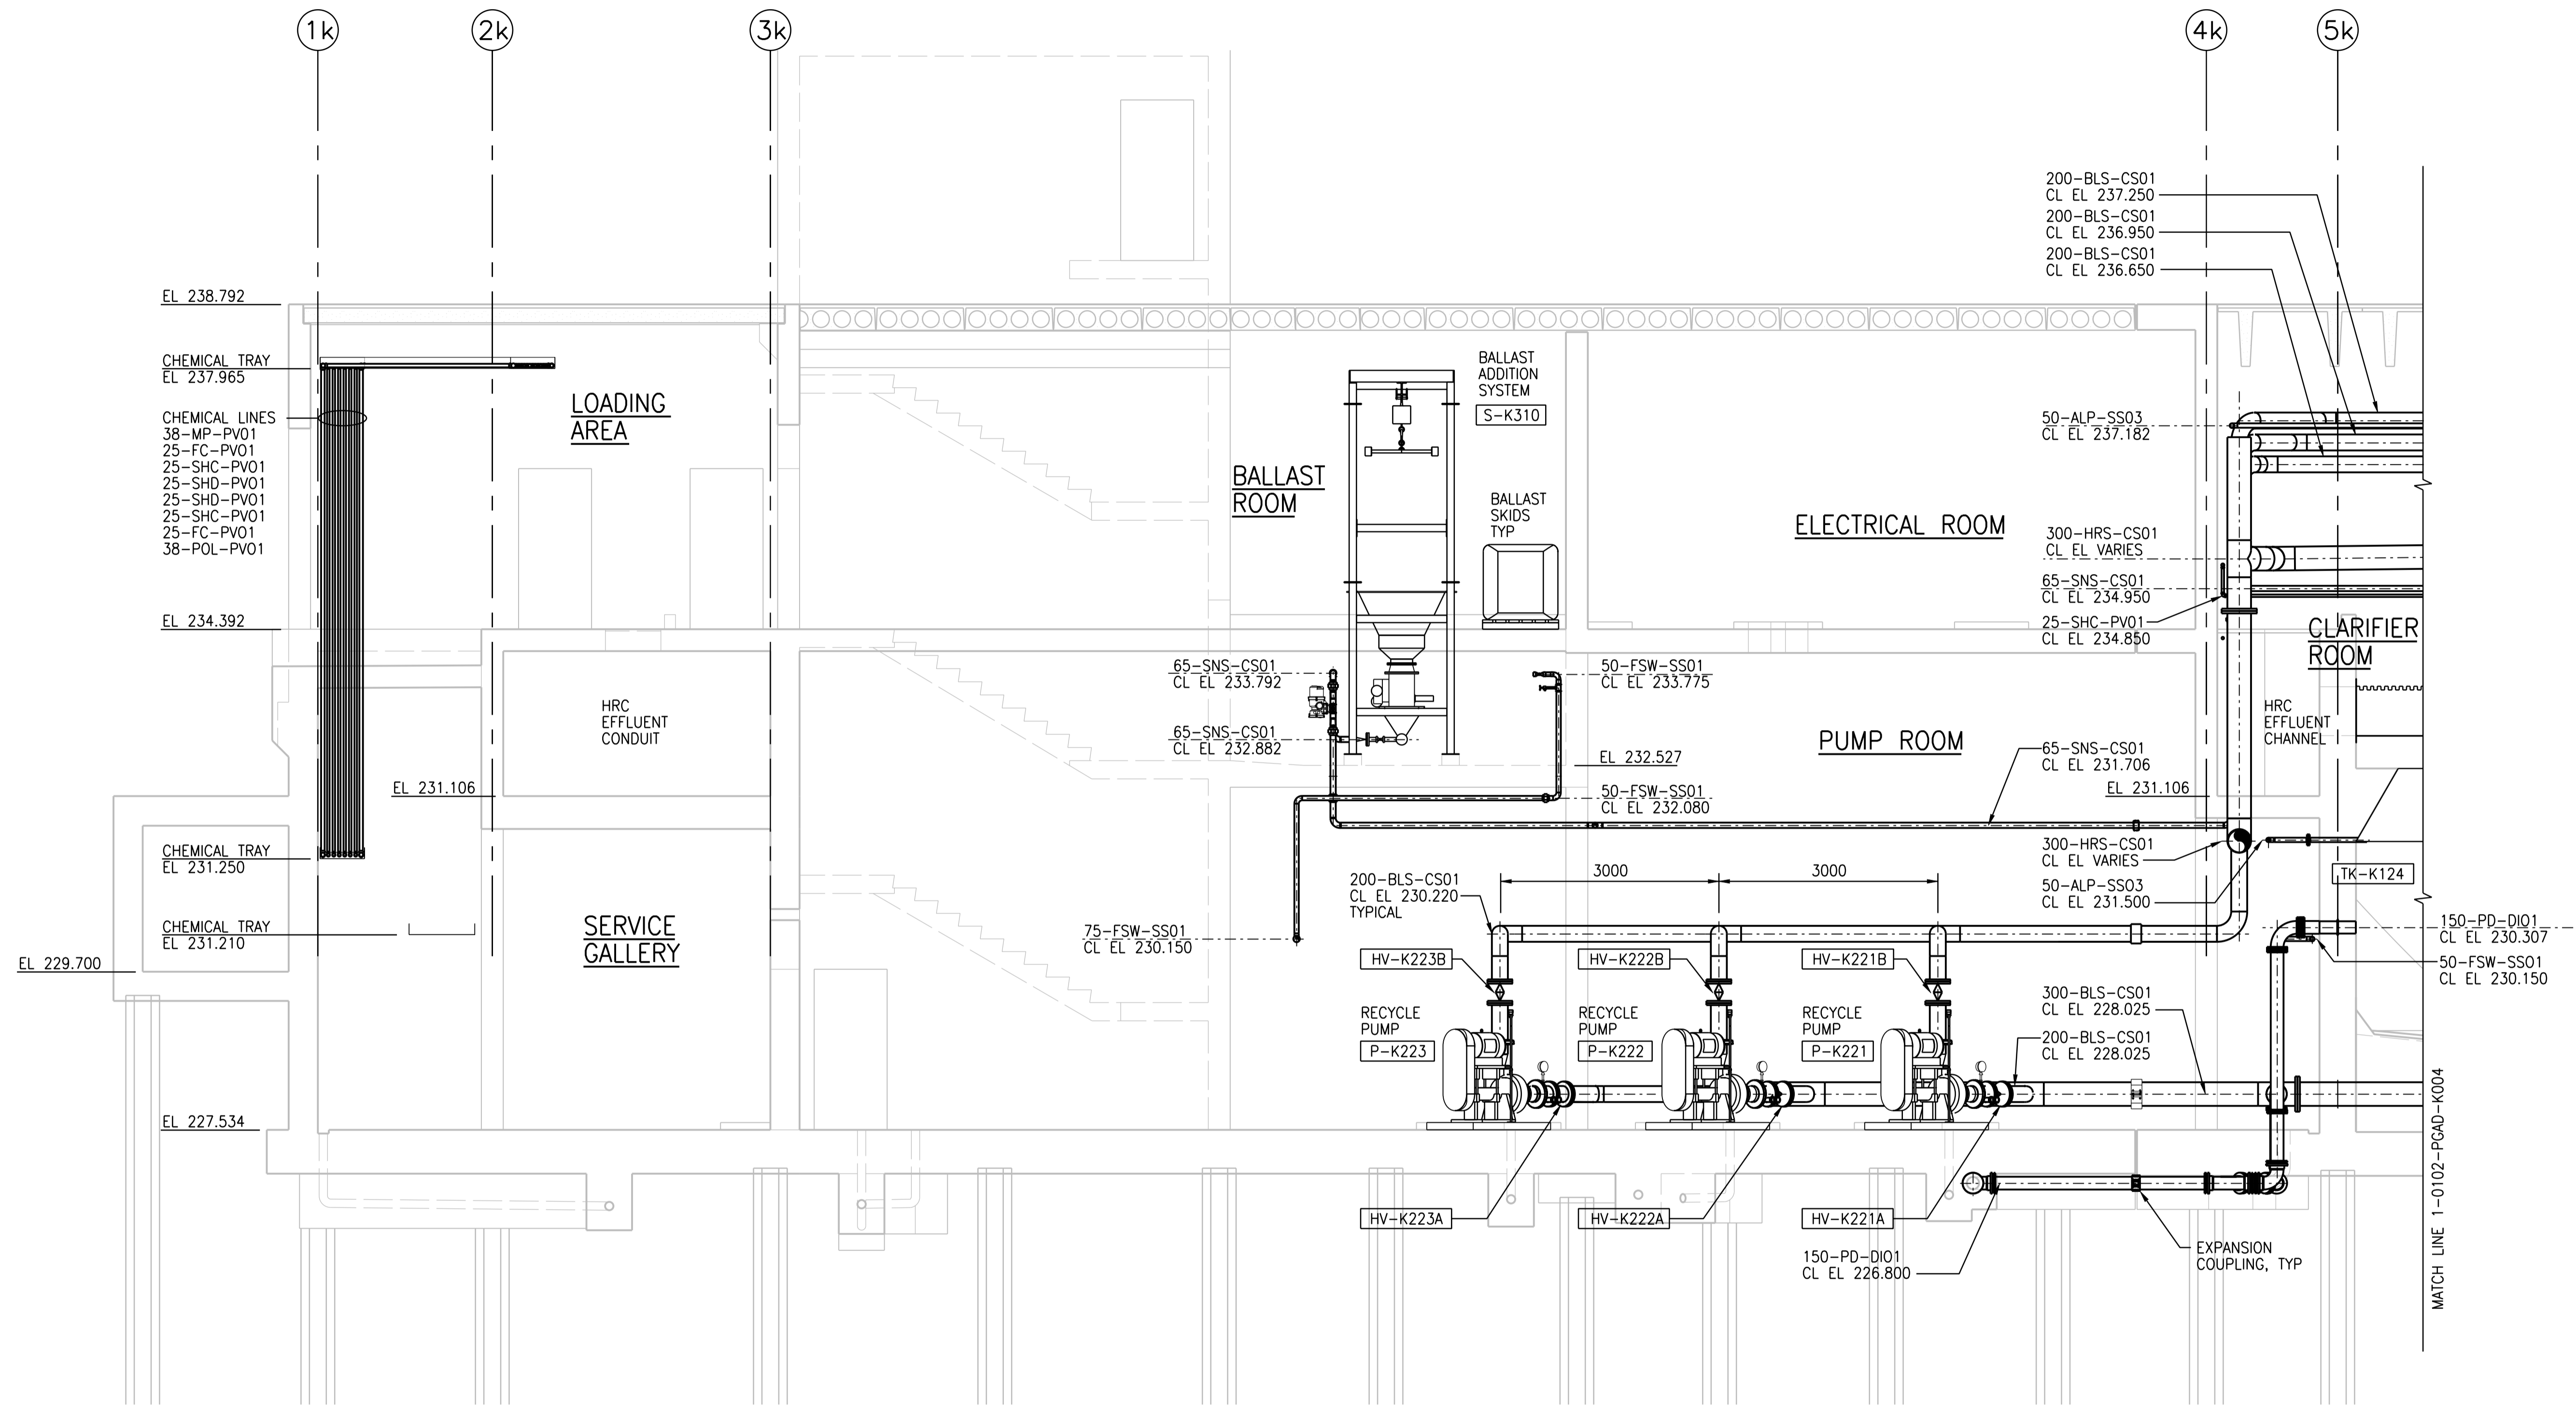 1k
2k
3k
4k
5k
200-BLS-CS01
CL EL 237.250
200-BLS-CS01
CL EL 236.950
200-BLS-CS01
CL EL 236.650
EL 238.792
CHEMICAL TRAY
EL 237.965
CHEMICAL LINES
38-MP-PV01
25-FC-PV01
25-SHC-PV01
25-SHD-PV01
25-SHD-PV01
25-SHC-PV01
25-FC-PV01
38-POL-PV01
LOADING
AREA
BALLAST
ADDITION
SYSTEM
S-K310
BALLAST
ROOM
BALLAST
SKIDS
TYP
ELECTRICAL ROOM
50-ALP-SS03
CL EL 237.182
300-HRS-CS01
CL EL VARIES
65-SNS-CS01
CL EL 234.950
25-SHC-PV01
CL EL 234.850
CLARIFIER
ROOM
EL 234.392
HRC
EFFLUENT
CONDUIT
65-SNS-CS01
CL EL 233.792
65-SNS-CS01
CL EL 232.882
50-FSW-SS01
CL EL 233.775
EL 232.527
50-FSW-SS01
CL EL 232.080
PUMP ROOM
HRC
EFFLUENT
CHANNEL
65-SNS-CS01
CL EL 231.706
EL 231.106
EL 231.106
CHEMICAL TRAY
EL 231.250
CHEMICAL TRAY
EL 231.210
EL 229.700
SERVICE
GALLERY
300-HRS-CS01
CL EL VARIES
50-ALP-SS03
CL EL 231.500
TK-K124
3000
3000
200-BLS-CS01
CL EL 230.220
TYPICAL
75-FSW-SS01
CL EL 230.150
150-PD-DI01
CL EL 230.307
50-FSW-SS01
CL EL 230.150
HV-K223B
HV-K222B
HV-K221B
RECYCLE
PUMP
P-K223
RECYCLE
PUMP
P-K222
RECYCLE
PUMP
P-K221
300-BLS-CS01
CL EL 228.025
200-BLS-CS01
CL EL 228.025
EL 227.534
HV-K223A
HV-K222A
HV-K221A
150-PD-DI01
CL EL 226.800
EXPANSION
COUPLING, TYP
MATCH LINE 1-0102-PGAD-K004